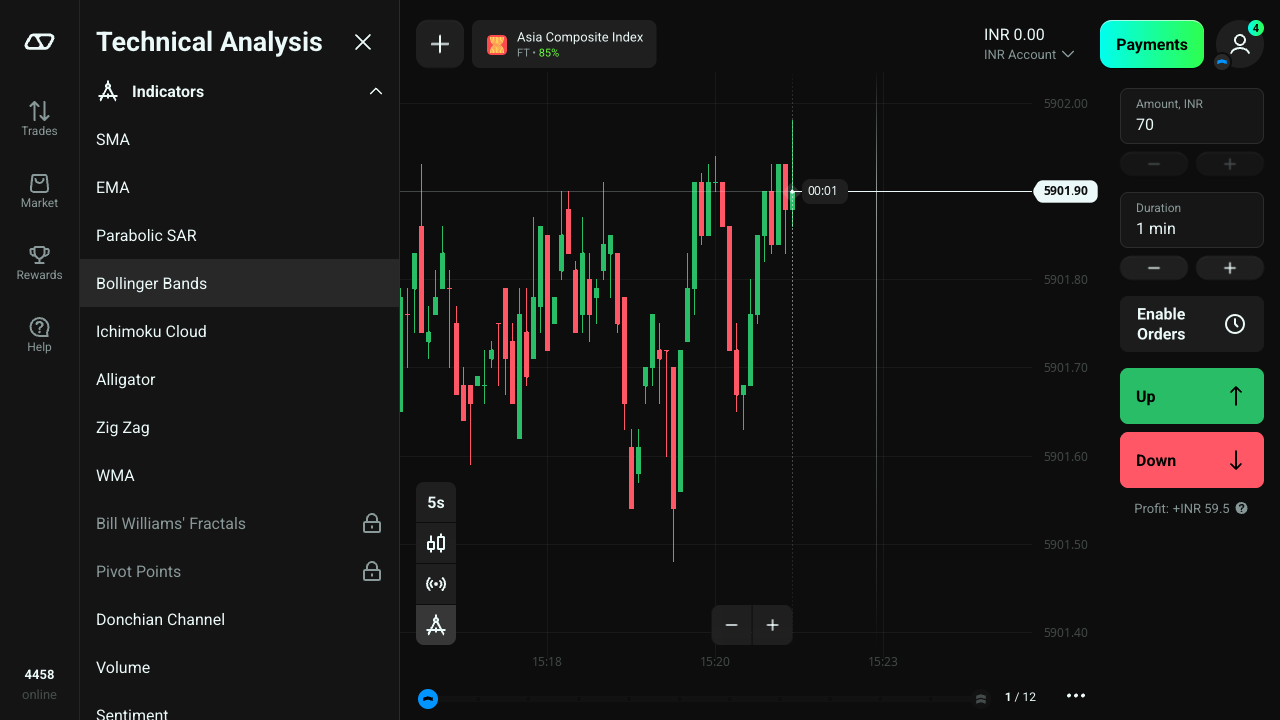 Trades
Market
Rewards
Help
4458
online
Technical Analysis
Indicators
SMA
EMA
Parabolic SAR
Bollinger Bands
Ichimoku Cloud
Alligator
Zig Zag
WMA
Bill Williams' Fractals
Pivot Points
Donchian Channel
Volume
Sentiment
Asia Composite Index
FT • 85%
INR 0.00
INR Account
Payments
4
5902.00
00:01
5901.90
5901.80
5901.70
5901.60
5901.50
5901.40
5s
15:18
15:20
15:23
1 / 12
Amount, INR
70
Duration
1 min
Enable
Orders
Up
Down
Profit: +INR 59.5